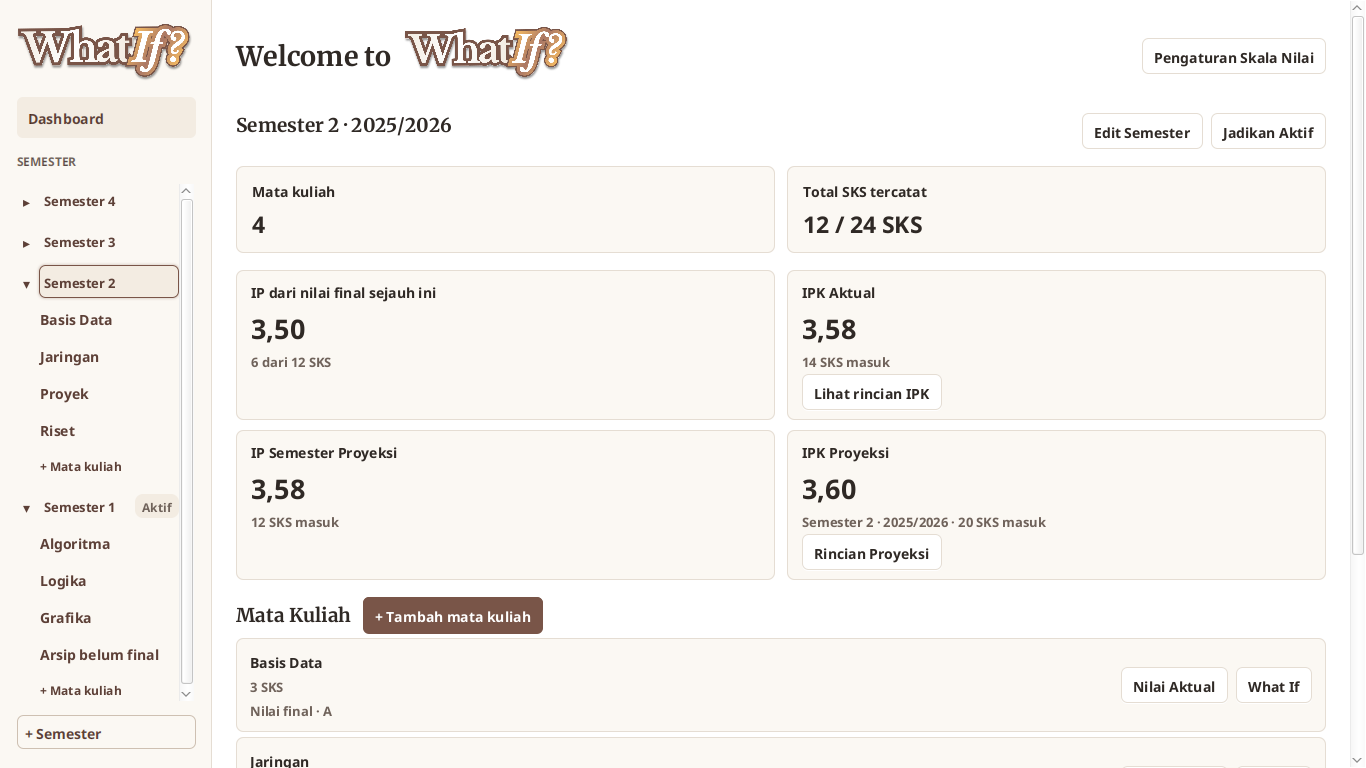 WhatIf?
Dashboard
SEMESTER
▸ Semester 4
▸ Semester 3
▾ Semester 2
Basis Data
Jaringan
Proyek
Riset
+ Mata kuliah
▾ Semester 1 Aktif
Algoritma
Logika
Grafika
Arsip belum final
+ Mata kuliah
+ Semester
Welcome to WhatIf?
Pengaturan Skala Nilai
Semester 2 · 2025/2026
Edit Semester
Jadikan Aktif
Mata kuliah
4
Total SKS tercatat
12 / 24 SKS
IP dari nilai final sejauh ini
3,50
6 dari 12 SKS
IPK Aktual
3,58
14 SKS masuk
Lihat rincian IPK
IP Semester Proyeksi
3,58
12 SKS masuk
IPK Proyeksi
3,60
Semester 2 · 2025/2026 · 20 SKS masuk
Rincian Proyeksi
Mata Kuliah
+ Tambah mata kuliah
Basis Data
3 SKS
Nilai final · A
Nilai Aktual
What If
Jaringan